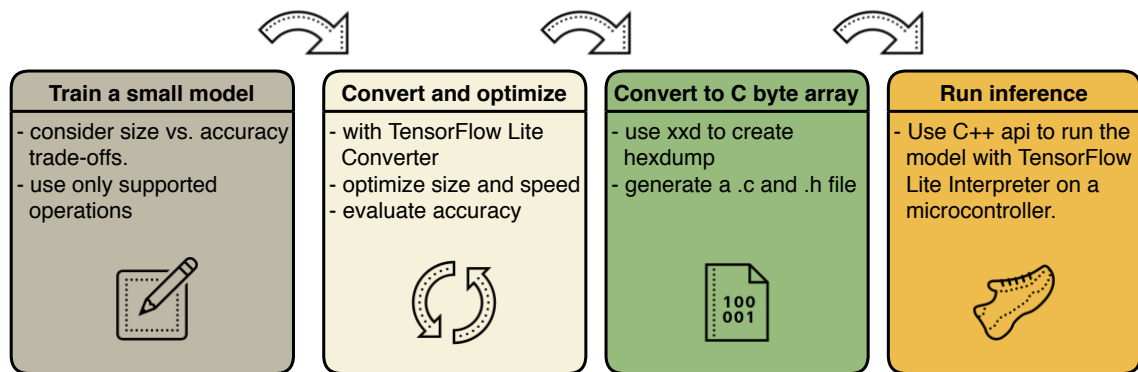 Train a small model
- consider size vs. accuracy
trade-offs.
- use only supported
operations
Convert and optimize
- with TensorFlow Lite
Converter
- optimize size and speed
- evaluate accuracy
Convert to C byte array
- use xxd to create
hexdump
- generate a .c and .h file
100
001
Run inference
- Use C++ api to run the
model with TensorFlow
Lite Interpreter on a
microcontroller.